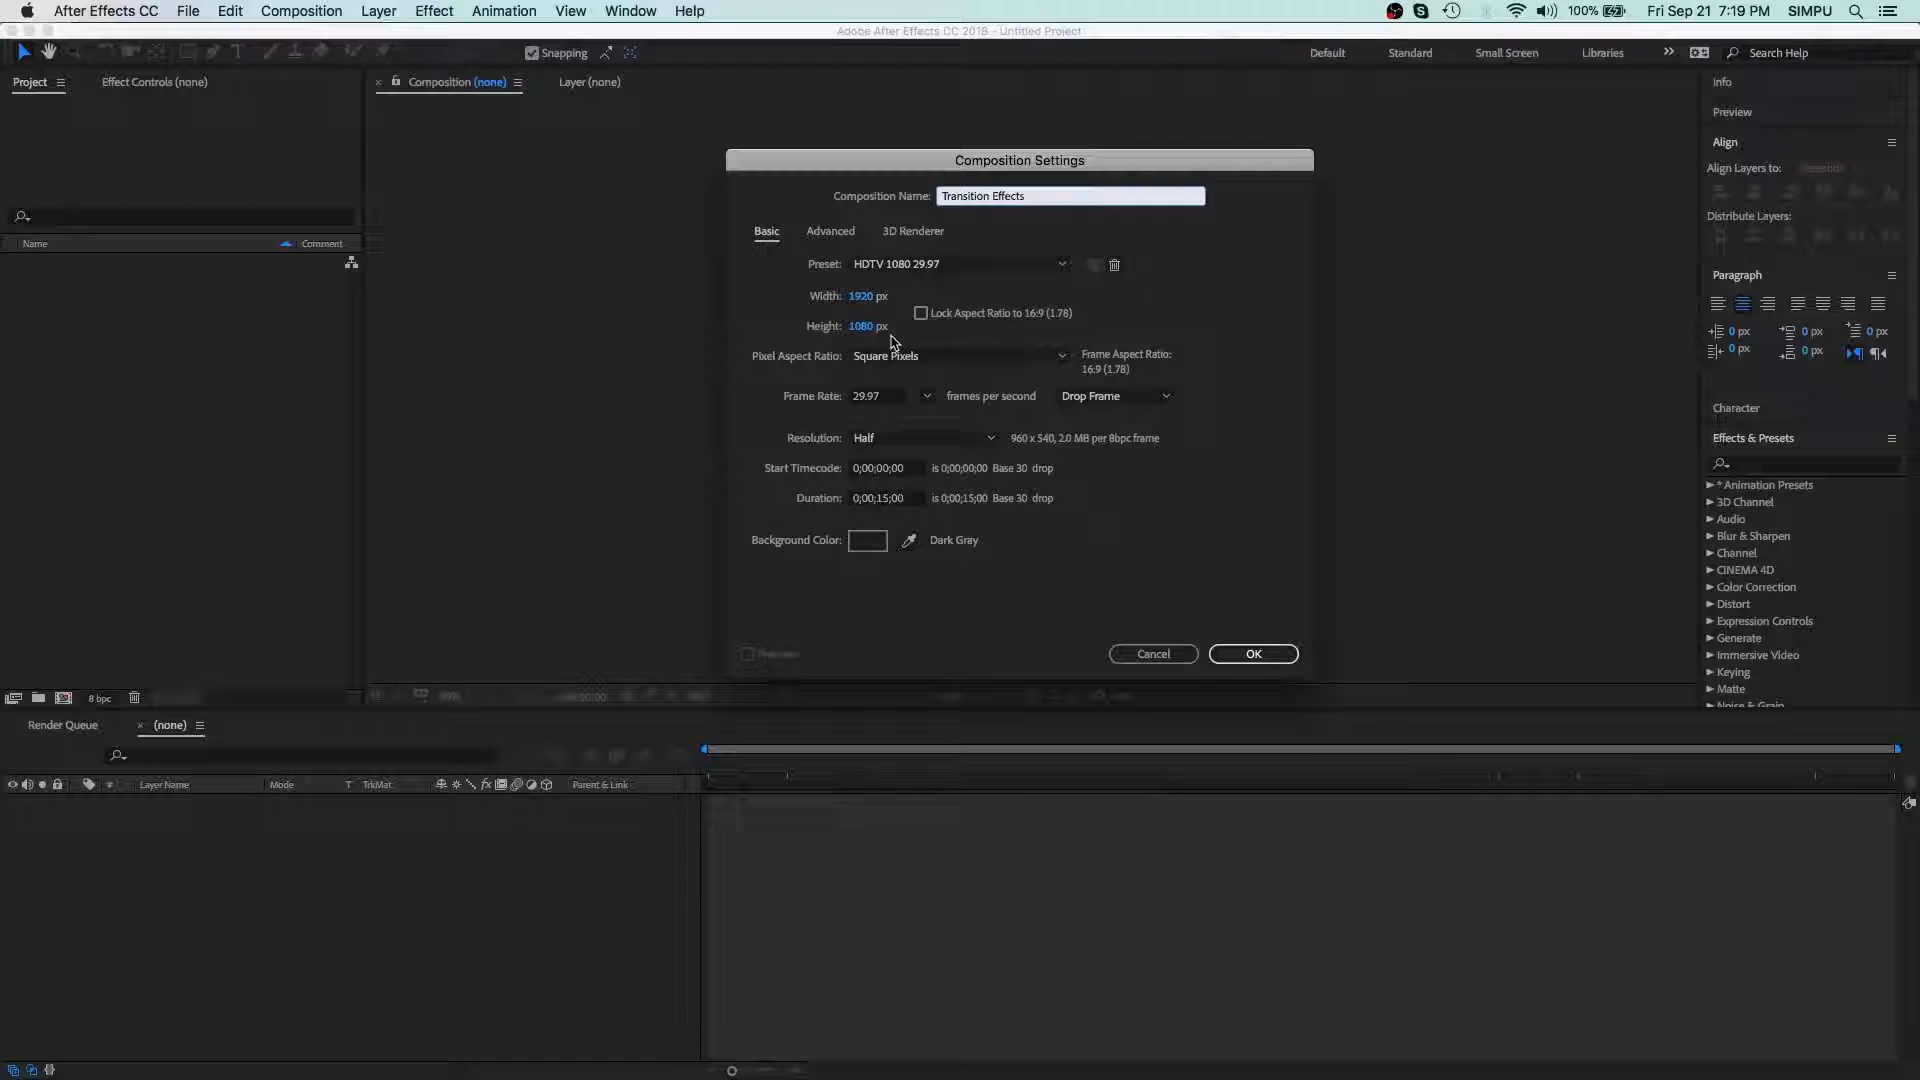 After Effects CC File Edit Composition Layer Effect Animation View Window Help 100% Fri Sep 21 7:19 PM SIMPU
Adobe After Effects CC 2018 - Untitled Project
Snapping Default Standard Small Screen Libraries Search Help
Project Effect Controls (none) Composition (none) Layer (none) Info
Preview
Align
Align Layers to:
Distribute Layers:
Paragraph
0 px 0 px 0 px
0 px 0 px
Character
Effects & Presets
* Animation Presets
3D Channel
Audio
Blur & Sharpen
Channel
CINEMA 4D
Color Correction
Distort
Expression Controls
Generate
Immersive Video
Keying
Matte
Noise & Grain
Name Comment
Composition Settings
Composition Name: Transition Effects
Basic Advanced 3D Renderer
Preset: HDTV 1080 29.97
Width: 1920 px
Lock Aspect Ratio to 16:9 (1.78)
Height: 1080 px
Pixel Aspect Ratio: Square Pixels Frame Aspect Ratio:
16:9 (1.78)
Frame Rate: 29.97 frames per second Drop Frame
Resolution: Half 960 x 540, 2.0 MB per 8bpc frame
Start Timecode: 0;00;00;00 is 0;00;00;00 Base 30 drop
Duration: 0;00;15;00 is 0;00;15;00 Base 30 drop
Background Color: Dark Gray
Cancel OK
8 bpc
Render Queue (none)
# Layer Name Mode T TrkMat fx Parent & Link